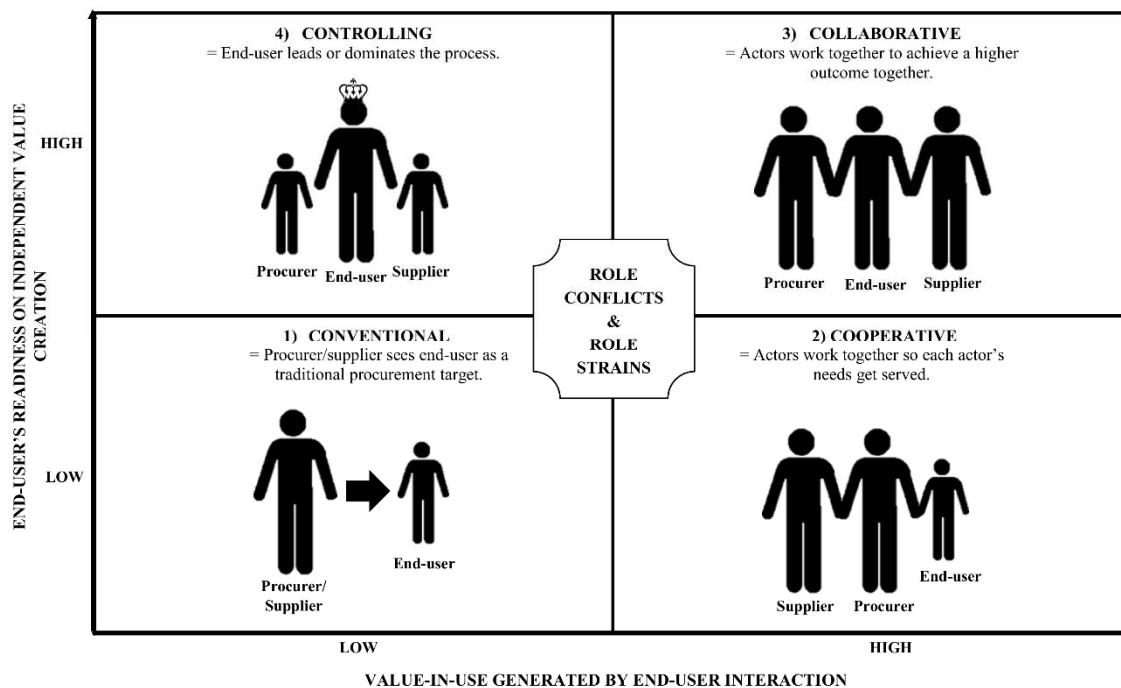 4) CONTROLLING
= End-user leads or dominates the process.
Procurer
End-user
Supplier
3) COLLABORATIVE
= Actors work together to achieve a higher
outcome together.
Procurer
End-user
Supplier
ROLE
CONFLICTS
&
ROLE
STRAINS
1) CONVENTIONAL
= Procurer/supplier sees end-user as a
traditional procurement target.
Procurer/
Supplier
End-user
2) COOPERATIVE
= Actors work together so each actor's
needs get served.
Supplier
Procurer
End-user
END-USER'S READINESS ON INDEPENDENT VALUE
CREATION
HIGH
LOW
LOW
HIGH
VALUE-IN-USE GENERATED BY END-USER INTERACTION